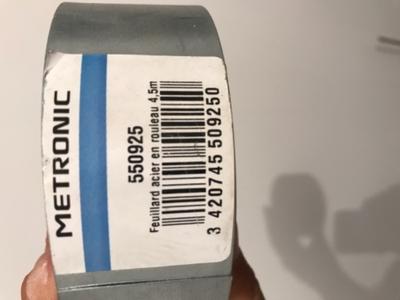 METRONIC
550925
Feuillard acier en rouleau 4,5m
3 420745 509250